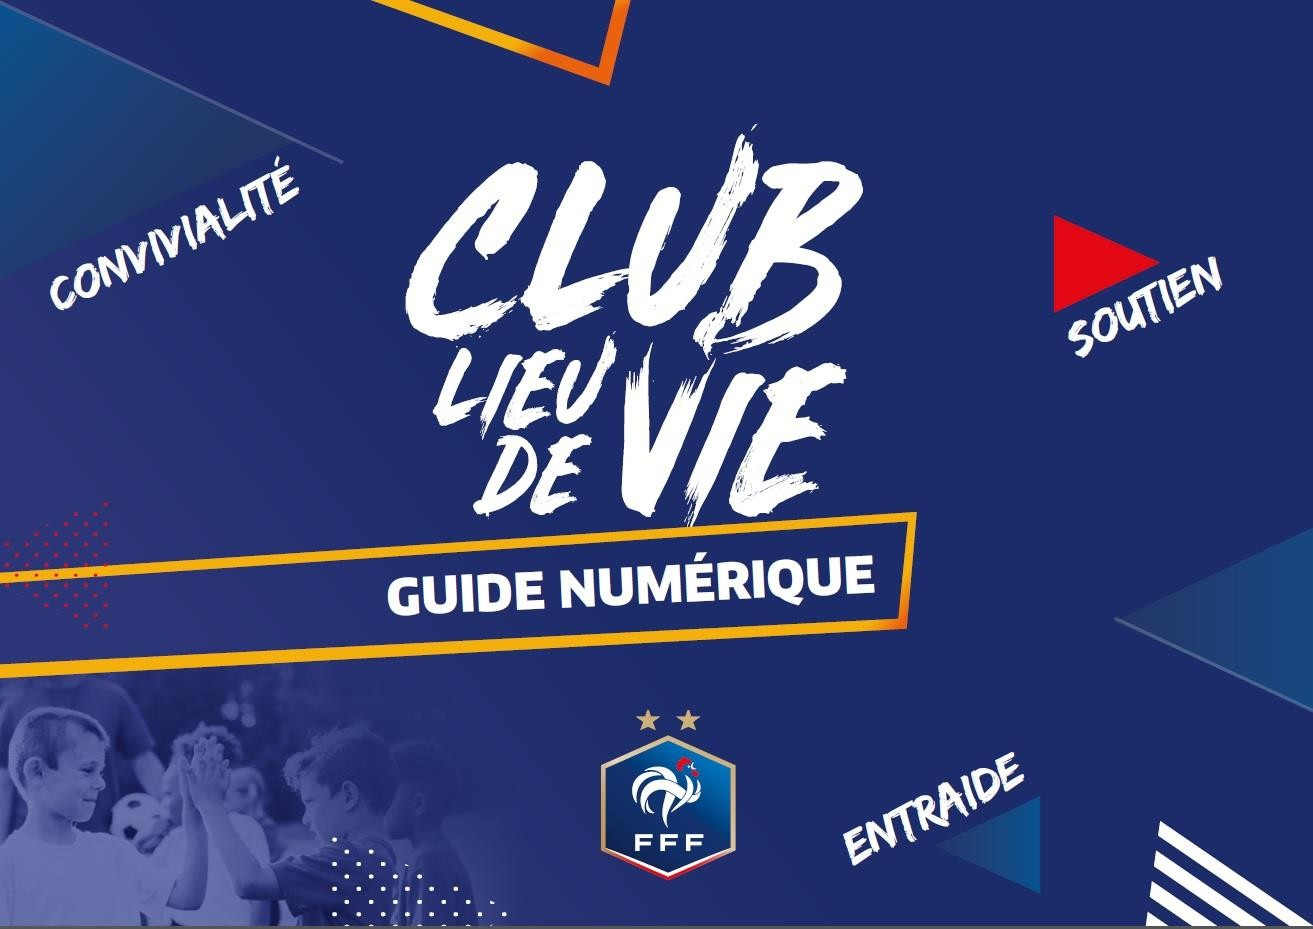 CONVIVIALITÉ
CLUB
LIEU
DE
VIE
SOUTIEN
GUIDE NUMÉRIQUE
FFF
ENTRAIDE